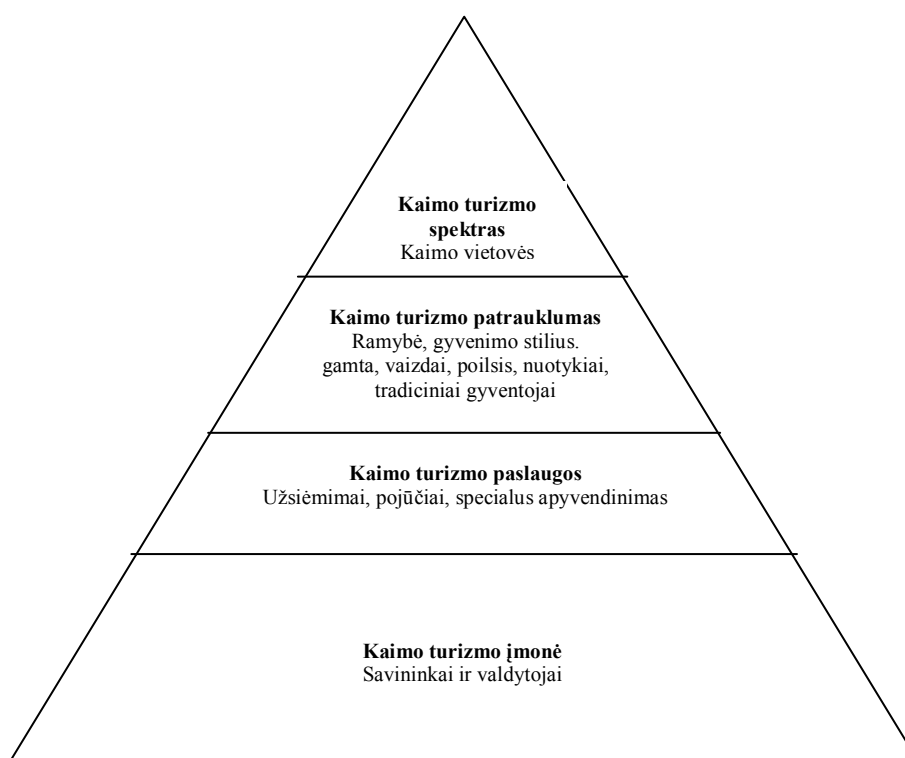 Kaimo turizmo
spektras
Kaimo vietovės
Kaimo turizmo patrauklumas
Ramybė, gyvenimo stilius.
gamta, vaizdai, poilsis, nuotykiai,
tradiciniai gyventojai
Kaimo turizmo paslaugos
Užsiėmimai, pojūčiai, specialus apyvendinimas
Kaimo turizmo įmonė
Savininkai ir valdytojai